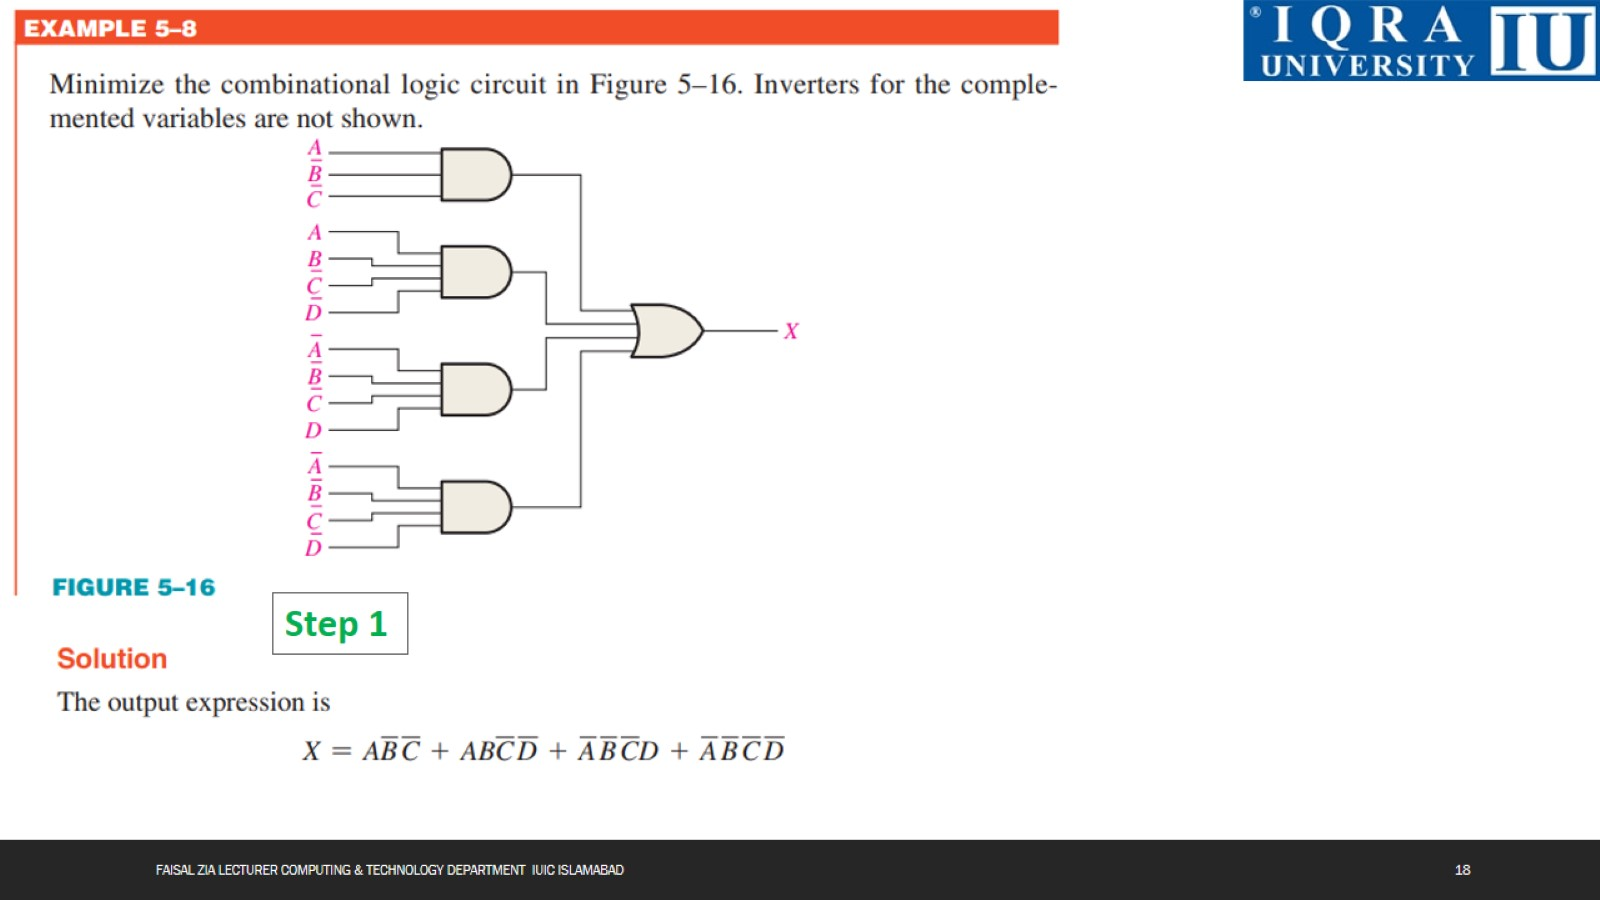 EXAMPLE 5–8
® IQRA
UNIVERSITY IU
Minimize the combinational logic circuit in Figure 5–16. Inverters for the comple-
mented variables are not shown.
A
B̅
C̅
A
B
C̅
D̅
X
A̅
B̅
C̅
D
A̅
B̅
C̅
D̅
FIGURE 5–16
Step 1
Solution
The output expression is
X = AB̅C̅ + ABC̅D̅ + A̅B̅C̅D + A̅B̅C̅D̅
FAISAL ZIA LECTURER COMPUTING & TECHNOLOGY DEPARTMENT IUIC ISLAMABAD
18